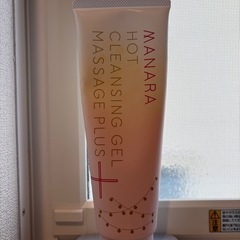 MANARA
HOT
CLEANSING GEL
MASSAGE PLUS